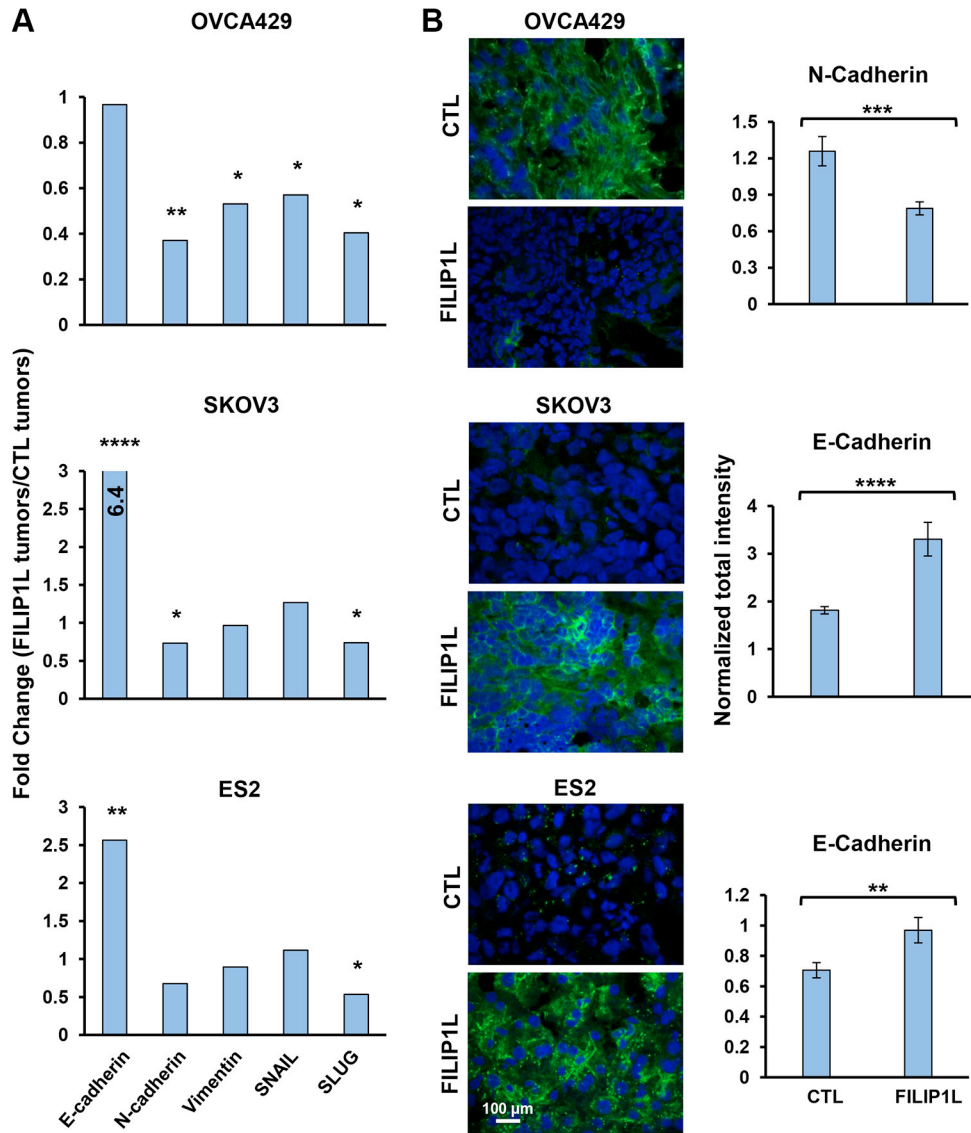 A
OVCA429
1
0.8
0.6
0.4
0.2
0
**
*
*
*
SKOV3
****
6.4
3
2.5
2
1.5
1
0.5
0
*
*
ES2
3
2.5
2
1.5
1
0.5
0
**
*
E-cadherin
N-cadherin
Vimentin
SNAIL
SLUG
Fold Change (FILIP1L tumors/CTL tumors)
B
OVCA429
CTL
FILIP1L
SKOV3
CTL
FILIP1L
ES2
CTL
FILIP1L
100 µm
N-Cadherin
***
1.5
1.2
0.9
0.6
0.3
0
E-Cadherin
****
4
3
2
1
0
E-Cadherin
**
1.2
1
0.8
0.6
0.4
0.2
0
CTL
FILIP1L
Normalized total intensity